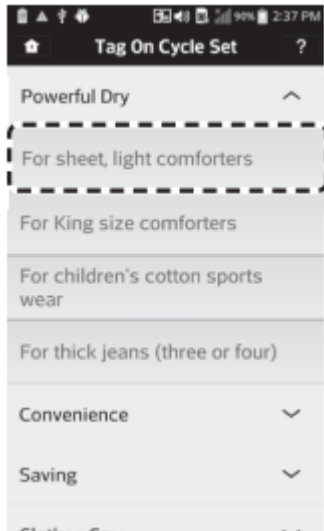 90% 2:37 PM
Tag On Cycle Set ?
Powerful Dry
For sheet, light comforters
For King size comforters
For children's cotton sports
wear
For thick jeans (three or four)
Convenience
Saving